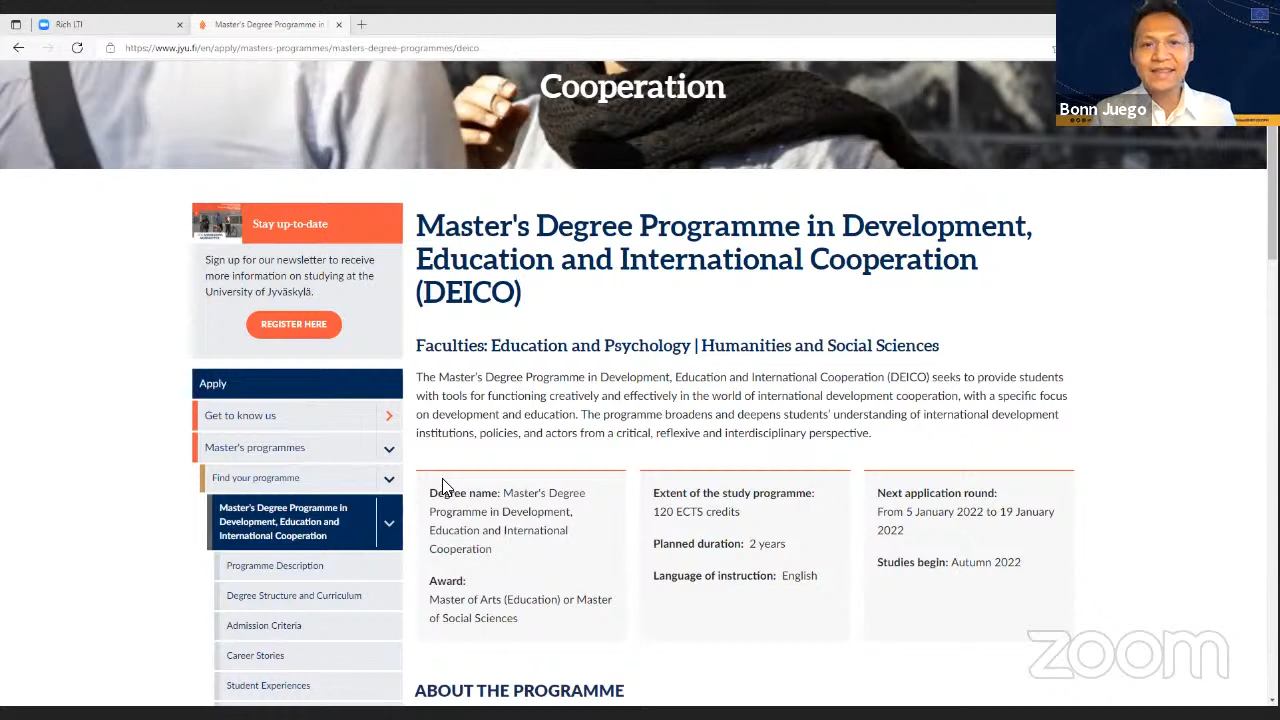 Rich LTI
Master's Degree Programme in
https://www.jyu.fi/en/apply/masters-programmes/masters-degree-programmes/deico
Cooperation
Bonn Juego
Stay up-to-date
Sign up for our newsletter to receive
more information on studying at the
University of Jyväskylä.
REGISTER HERE
Apply
Get to know us
Master's programmes
Find your programme
Master's Degree Programme in
Development, Education and
International Cooperation
Programme Description
Degree Structure and Curriculum
Admission Criteria
Career Stories
Student Experiences
Master's Degree Programme in Development,
Education and International Cooperation
(DEICO)
Faculties: Education and Psychology | Humanities and Social Sciences
The Master's Degree Programme in Development, Education and International Cooperation (DEICO) seeks to provide students
with tools for functioning creatively and effectively in the world of international development cooperation, with a specific focus
on development and education. The programme broadens and deepens students' understanding of international development
institutions, policies, and actors from a critical, reflexive and interdisciplinary perspective.
Degree name: Master's Degree
Programme in Development,
Education and International
Cooperation
Award:
Master of Arts (Education) or Master
of Social Sciences
Extent of the study programme:
120 ECTS credits
Planned duration: 2 years
Language of instruction: English
Next application round:
From 5 January 2022 to 19 January
2022
Studies begin: Autumn 2022
ABOUT THE PROGRAMME
zoom